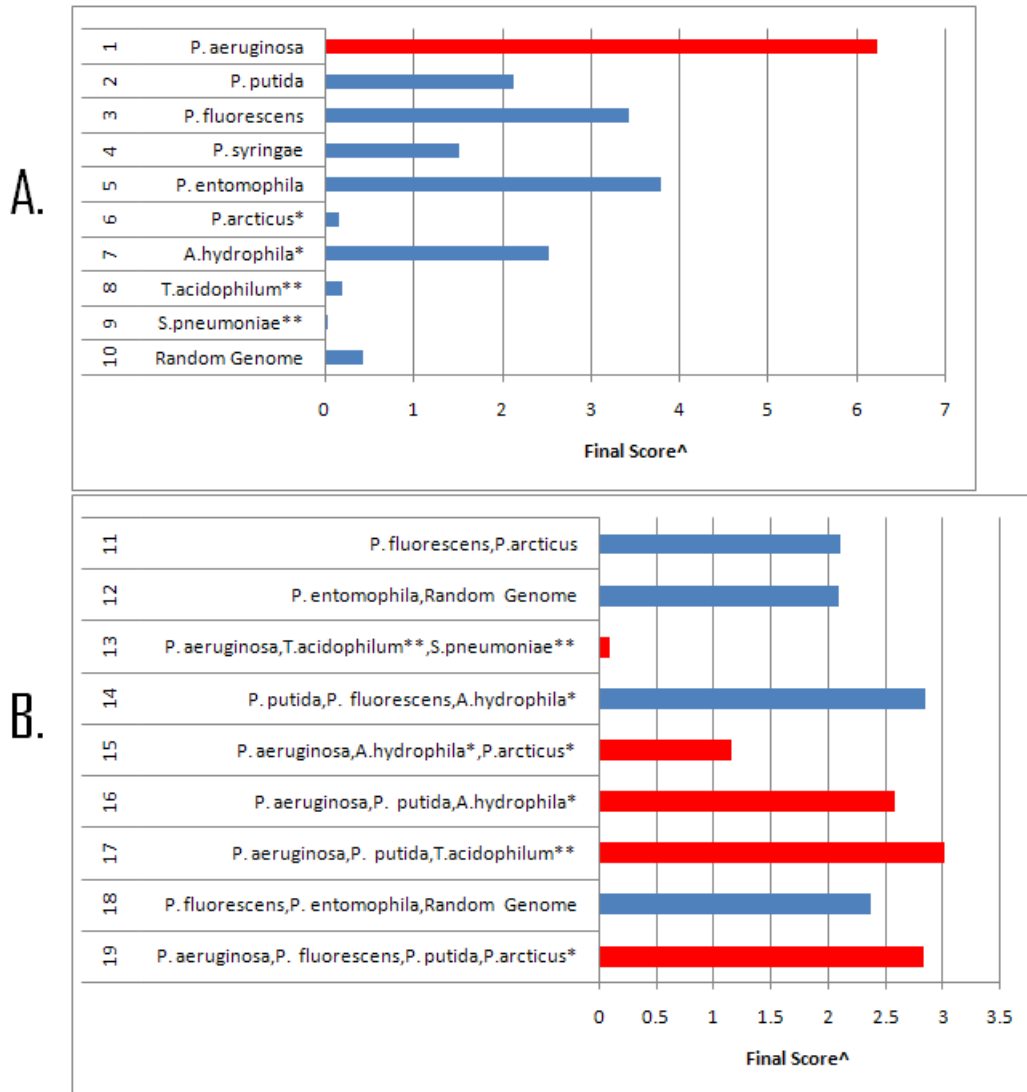 A.
1 P. aeruginosa
2 P. putida
3 P. fluorescens
4 P. syringae
5 P. entomophila
6 P.arcticus*
7 A.hydrophila*
8 T.acidophilum**
9 S.pneumoniae**
10 Random Genome
0 1 2 3 4 5 6 7
Final Score^
B.
11 P. fluorescens,P.arcticus
12 P. entomophila,Random Genome
13 P. aeruginosa,T.acidophilum**,S.pneumoniae**
14 P. putida,P. fluorescens,A.hydrophila*
15 P. aeruginosa,A.hydrophila*,P.arcticus*
16 P. aeruginosa,P. putida,A.hydrophila*
17 P. aeruginosa,P. putida,T.acidophilum**
18 P. fluorescens,P. entomophila,Random Genome
19 P. aeruginosa,P. fluorescens,P. putida,P.arcticus*
0 0.5 1 1.5 2 2.5 3 3.5
Final Score^